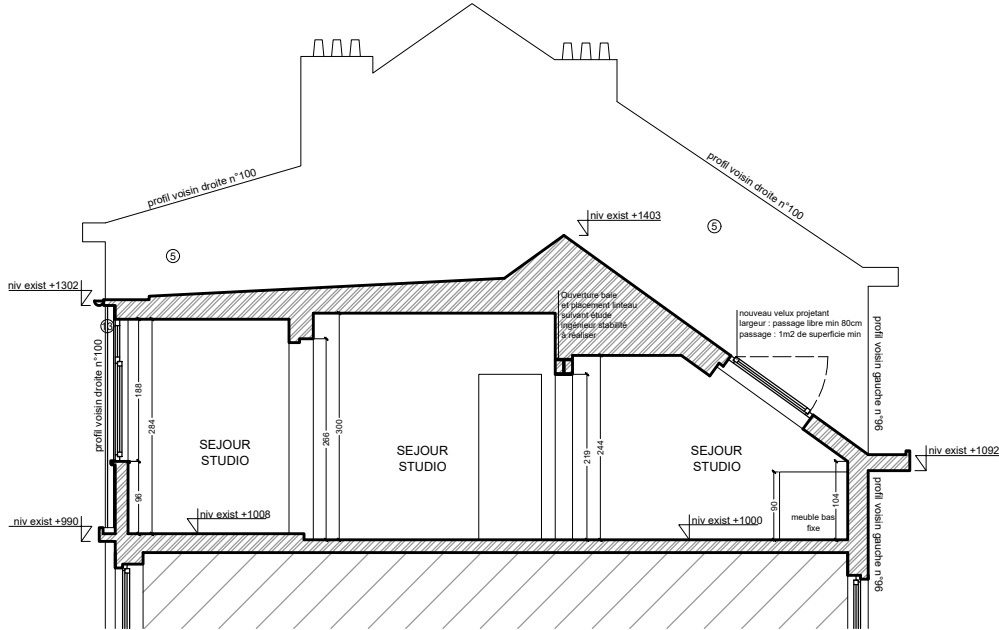 profil voisin droite n°100
profil voisin droite n°100
niv exist +1403
5
5
niv exist +1302
Ouverture baie
et placement linteau
suivant étude
ingénieur stabilité
à réaliser
nouveau velux projetant
largeur : passage libre min 80cm
passage : 1m2 de superficie min
13
profil voisin droite n°100
profil voisin gauche n°96
188
284
266
300
219
244
SEJOUR
STUDIO
SEJOUR
STUDIO
SEJOUR
STUDIO
niv exist +1092
96
90
104
niv exist +990
niv exist +1008
niv exist +1000
meuble bas
fixe
profil voisin gauche n°96